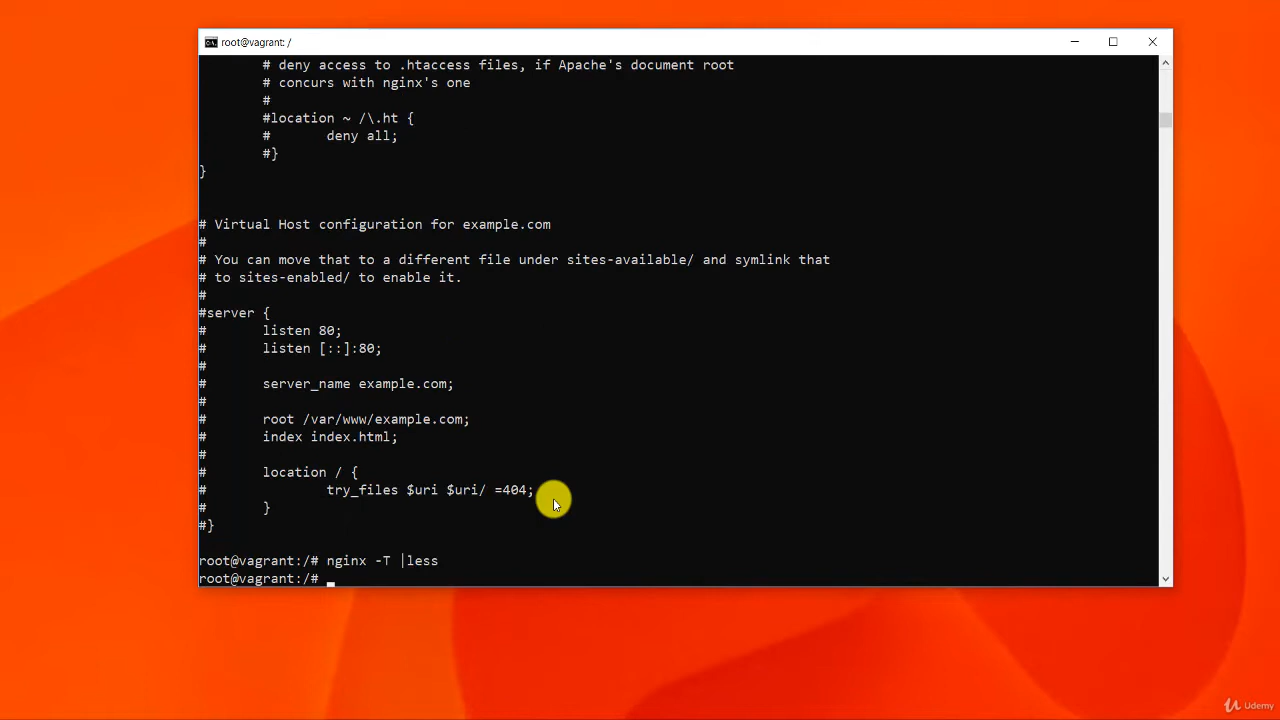 root@vagrant: /
# deny access to .htaccess files, if Apache's document root
# concurs with nginx's one
#
#location ~ /\.ht {
#       deny all;
#}
}
# Virtual Host configuration for example.com
#
# You can move that to a different file under sites-available/ and symlink that
# to sites-enabled/ to enable it.
#
#server {
#       listen 80;
#       listen [::]:80;
#
#       server_name example.com;
#
#       root /var/www/example.com;
#       index index.html;
#
#       location / {
#               try_files $uri $uri/ =404;
#       }
#}
root@vagrant:/# nginx -T |less
root@vagrant:/#
Udemy